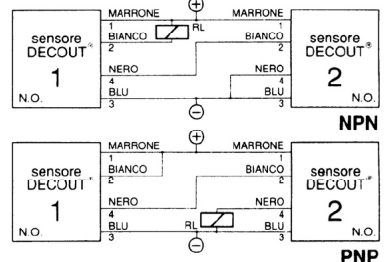 +
MARRONE MARRONE
1 RL 1
sensore BIANCO BIANCO sensore
DECOUT® 2 2 DECOUT®
1 NERO NERO 2
4 4
N.O. BLU BLU N.O.
3 3
−
NPN
+
MARRONE MARRONE
1 1
sensore BIANCO BIANCO sensore
DECOUT® 2 2 DECOUT®
1 NERO NERO 2
4 RL 4
N.O. BLU BLU N.O.
3 3
−
PNP